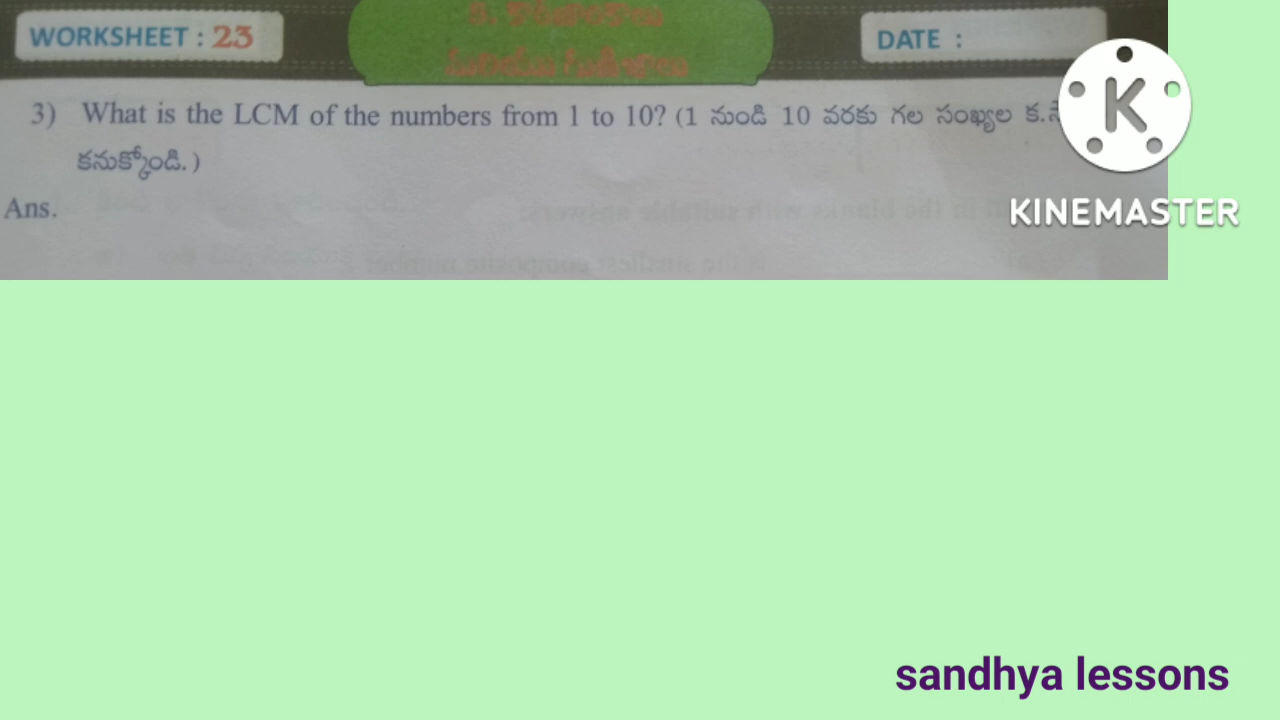 WORKSHEET : 23
DATE :
3) What is the LCM of the numbers from 1 to 10? (1 నుండి 10 వరకు గల సంఖ్యల క.
కనుక్కోండి. )
Ans.
KINEMASTER
sandhya lessons